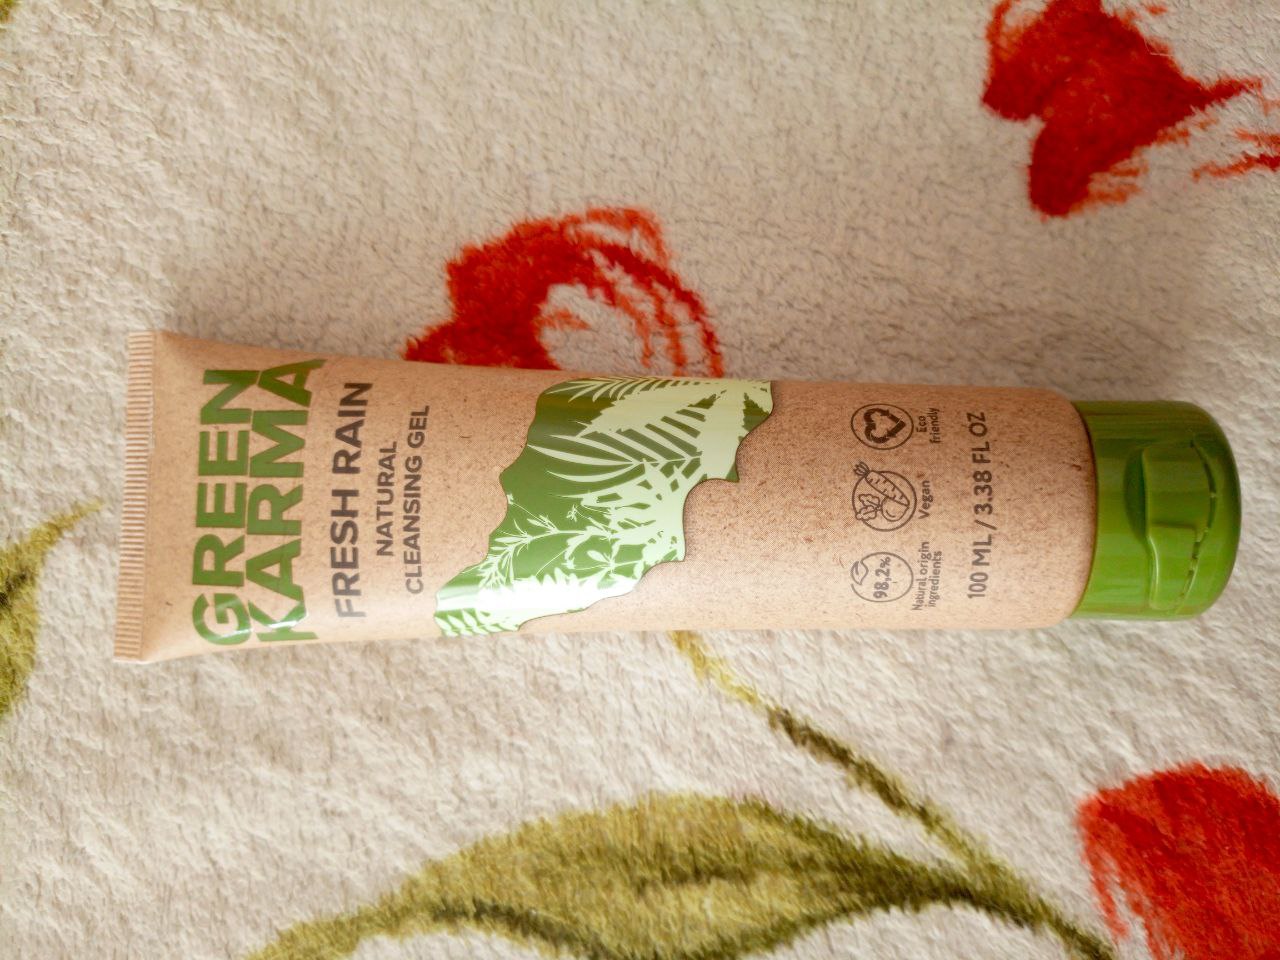 GREEN
KARMA
FRESH RAIN
NATURAL
CLEANSING GEL
98,2%
Natural origin
ingredients
Vegan
Eco
friendly
100 ML / 3.38 FL OZ